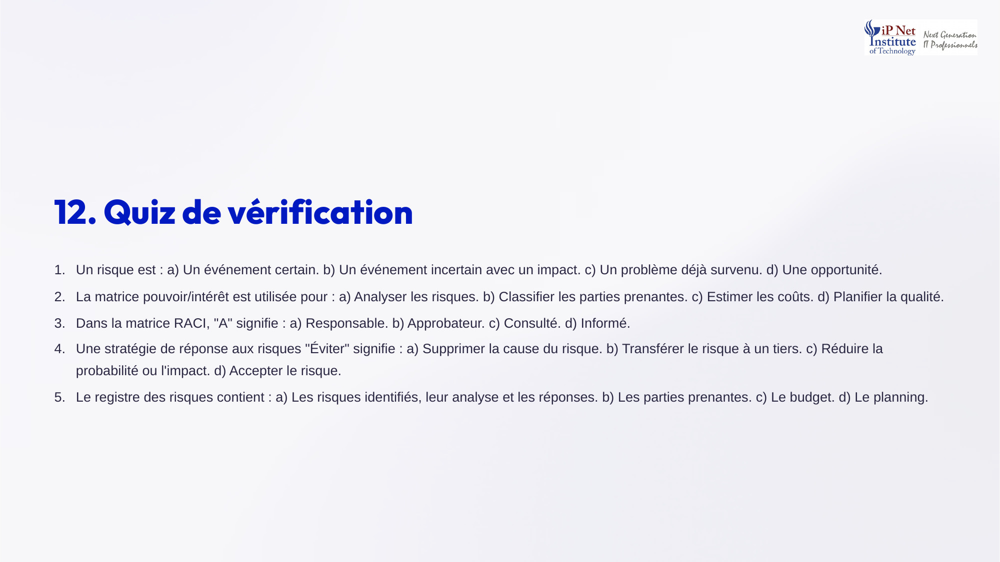 iP Net
Institute
of Technology
Next Generation
IT Professionnels
12. Quiz de vérification
1. Un risque est : a) Un événement certain. b) Un événement incertain avec un impact. c) Un problème déjà survenu. d) Une opportunité.
2. La matrice pouvoir/intérêt est utilisée pour : a) Analyser les risques. b) Classifier les parties prenantes. c) Estimer les coûts. d) Planifier la qualité.
3. Dans la matrice RACI, "A" signifie : a) Responsable. b) Approbateur. c) Consulté. d) Informé.
4. Une stratégie de réponse aux risques "Éviter" signifie : a) Supprimer la cause du risque. b) Transférer le risque à un tiers. c) Réduire la
probabilité ou l'impact. d) Accepter le risque.
5. Le registre des risques contient : a) Les risques identifiés, leur analyse et les réponses. b) Les parties prenantes. c) Le budget. d) Le planning.